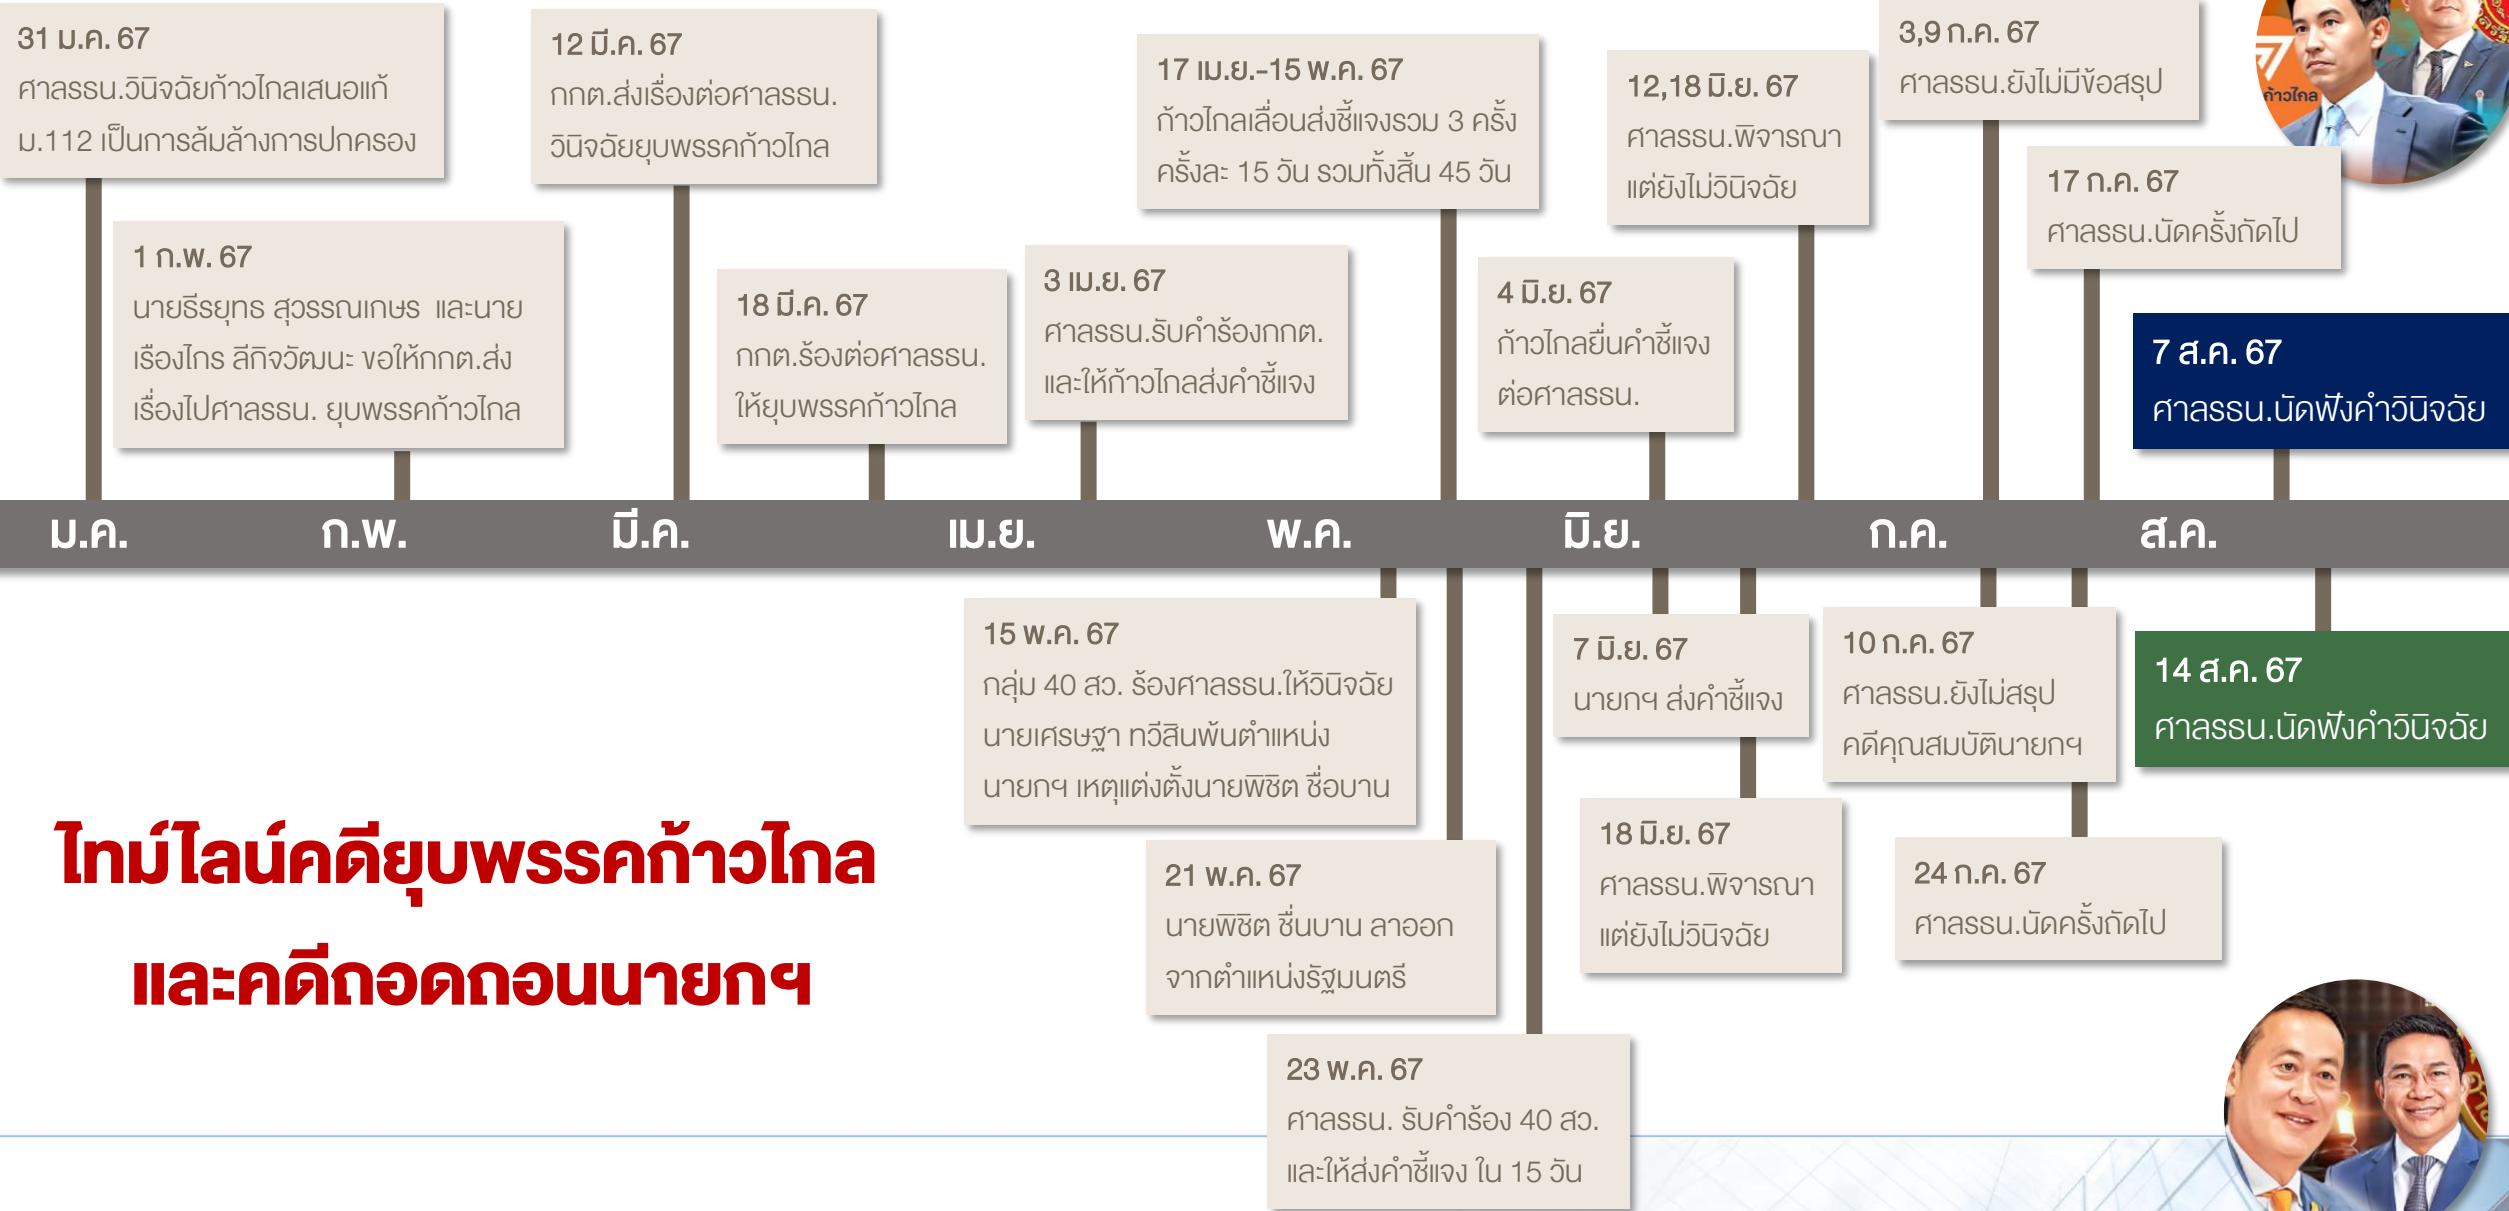 31 ม.ค. 67
ศาลรธน.วินิจฉัยก้าวไกลเสนอแก้
ม.112 เป็นการล้มล้างการปกครอง
1 ก.พ. 67
นายธีรยุทธ สุวรรณเกษร และนาย
เรืองไกร ลีกิจวัฒนะ ขอให้กกต.ส่ง
เรื่องไปศาลรธน. ยุบพรรคก้าวไกล
12 มี.ค. 67
กกต.ส่งเรื่องต่อศาลรธน.
วินิจฉัยยุบพรรคก้าวไกล
18 มี.ค. 67
กกต.ร้องต่อศาลรธน.
ให้ยุบพรรคก้าวไกล
3 เม.ย. 67
ศาลรธน.รับคำร้องกกต.
และให้ก้าวไกลส่งคำชี้แจง
17 เม.ย.-15 พ.ค. 67
ก้าวไกลเลื่อนส่งชี้แจงรวม 3 ครั้ง
ครั้งละ 15 วัน รวมทั้งสิ้น 45 วัน
4 มิ.ย. 67
ก้าวไกลยื่นคำชี้แจง
ต่อศาลรธน.
12,18 มิ.ย. 67
ศาลรธน.พิจารณา
แต่ยังไม่วินิจฉัย
3,9 ก.ค. 67
ศาลรธน.ยังไม่มีข้อสรุป
ก้าวไกล
17 ก.ค. 67
ศาลรธน.นัดครั้งถัดไป
7 ส.ค. 67
ศาลรธน.นัดฟังคำวินิจฉัย
ม.ค. ก.พ. มี.ค. เม.ย. พ.ค. มิ.ย. ก.ค. ส.ค.
15 พ.ค. 67
กลุ่ม 40 สว. ร้องศาลรธน.ให้วินิจฉัย
นายเศรษฐา ทวีสินพ้นตำแหน่ง
นายกฯ เหตุแต่งตั้งนายพิชิต ชื่อบาน
21 พ.ค. 67
นายพิชิต ชื่นบาน ลาออก
จากตำแหน่งรัฐมนตรี
23 พ.ค. 67
ศาลรธน. รับคำร้อง 40 สว.
และให้ส่งคำชี้แจง ใน 15 วัน
7 มิ.ย. 67
นายกฯ ส่งคำชี้แจง
18 มิ.ย. 67
ศาลรธน.พิจารณา
แต่ยังไม่วินิจฉัย
10 ก.ค. 67
ศาลรธน.ยังไม่สรุป
คดีคุณสมบัตินายกฯ
24 ก.ค. 67
ศาลรธน.นัดครั้งถัดไป
14 ส.ค. 67
ศาลรธน.นัดฟังคำวินิจฉัย
ไทม์ไลน์คดียุบพรรคก้าวไกล
และคดีถอดถอนนายกฯ